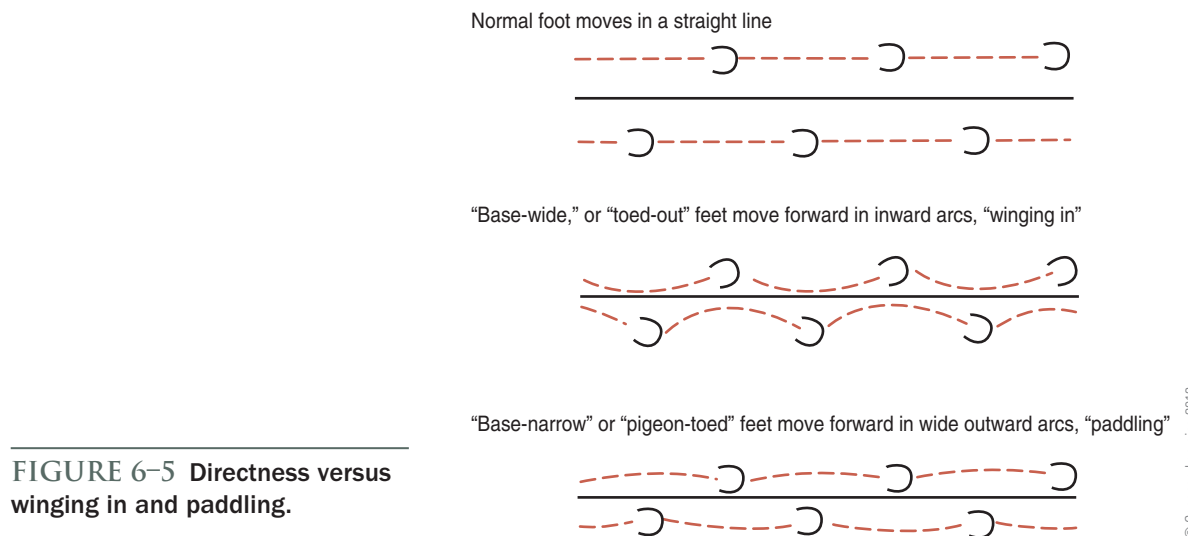 Normal foot moves in a straight line
“Base-wide,” or “toed-out” feet move forward in inward arcs, “winging in”
“Base-narrow” or “pigeon-toed” feet move forward in wide outward arcs, “paddling”
FIGURE 6–5 Directness versus
winging in and paddling.